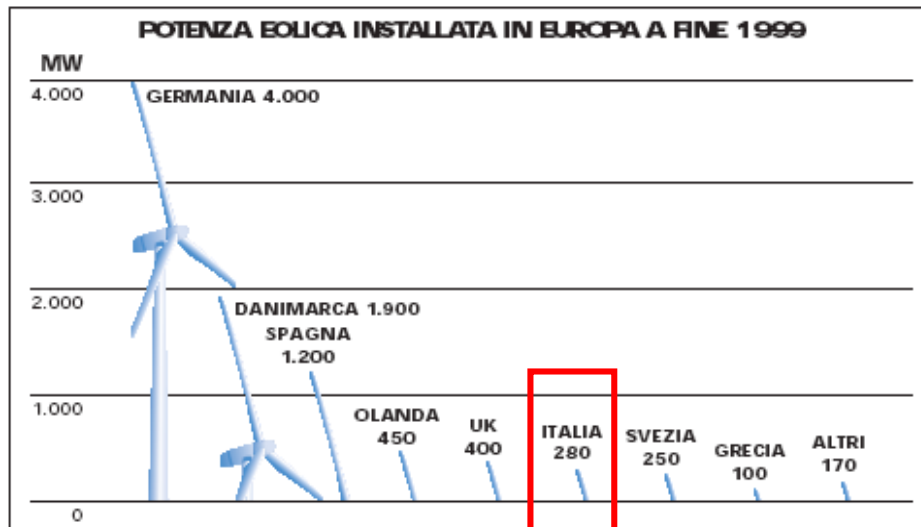 POTENZA EOLICA INSTALLATA IN EUROPA A FINE 1999
MW
4.000
GERMANIA 4.000
3.000
2.000
DANIMARCA 1.900
SPAGNA
1.200
1.000
OLANDA
450
UK
400
ITALIA
280
SVEZIA
250
GRECIA
100
ALTRI
170
0